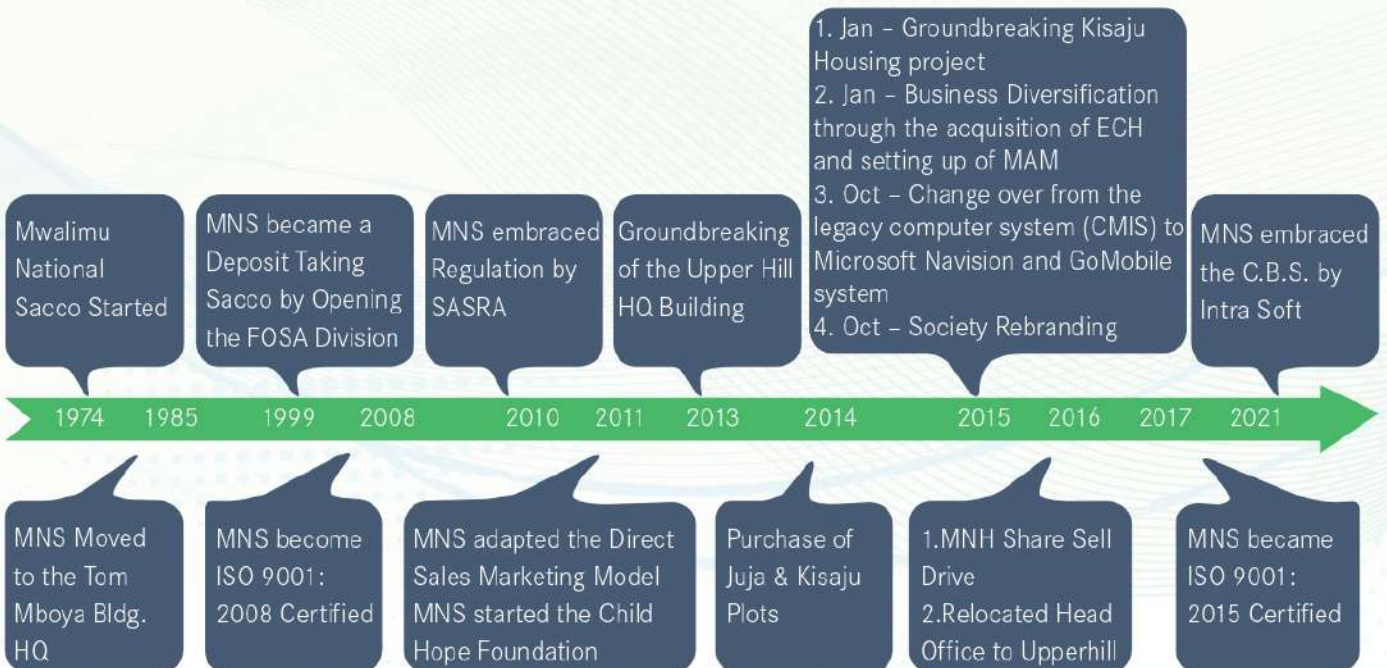 1. Jan – Groundbreaking Kisaju
Housing project
2. Jan – Business Diversification
through the acquisition of ECH
and setting up of MAM
3. Oct – Change over from the
legacy computer system (CMIS) to
Microsoft Navision and GoMobile
system
4. Oct – Society Rebranding
Mwalimu
National
Sacco Started
MNS became a
Deposit Taking
Sacco by Opening
the FOSA Division
MNS embraced
Regulation by
SASRA
Groundbreaking
of the Upper Hill
HQ Building
MNS embraced
the C.B.S. by
Intra Soft
1974 1985 1999 2008 2010 2011 2013 2014 2015 2016 2017 2021
MNS Moved
to the Tom
Mboya Bldg.
HQ
MNS become
ISO 9001:
2008 Certified
MNS adapted the Direct
Sales Marketing Model
MNS started the Child
Hope Foundation
Purchase of
Juja & Kisaju
Plots
1.MNH Share Sell
Drive
2.Relocated Head
Office to Upperhill
MNS became
ISO 9001:
2015 Certified